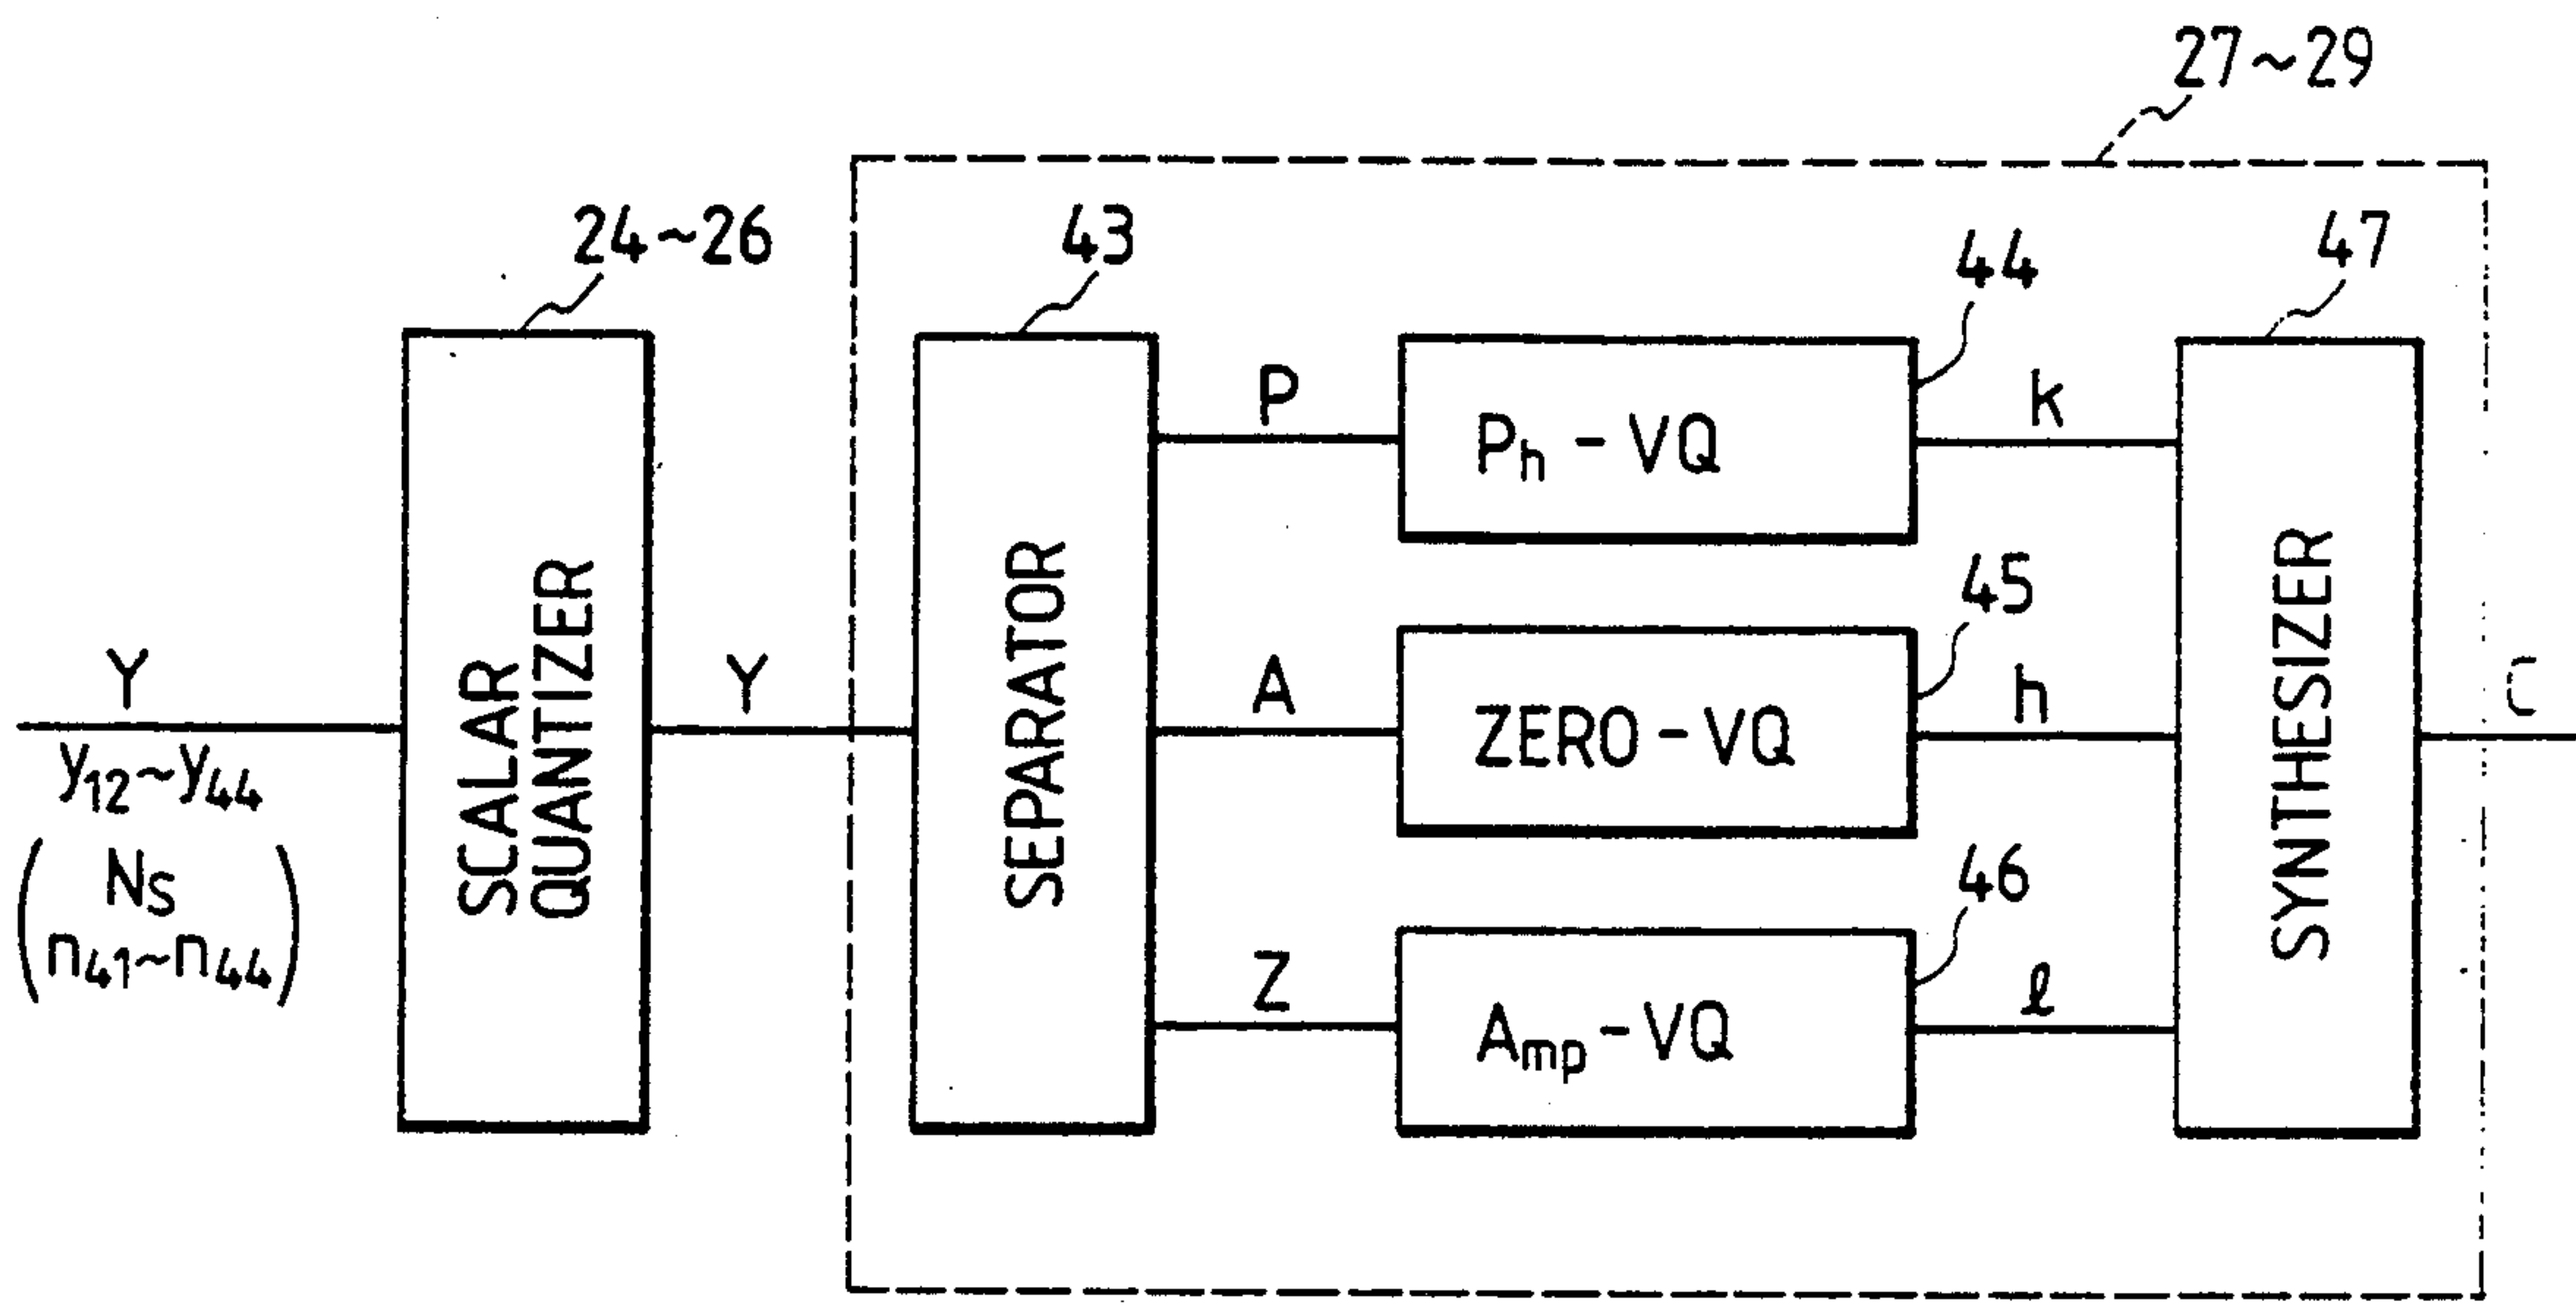 27~29
24~26
43
44
47
P
Pₕ - VQ
k
45
SCALAR
QUANTIZER
SEPARATOR
SYNTHESIZER
Y
y₁₂~y₄₄
Y
A
ZERO - VQ
h
C
46
Nₛ
n₄₁~n₄₄
Z
Aₘₚ - VQ
ℓ